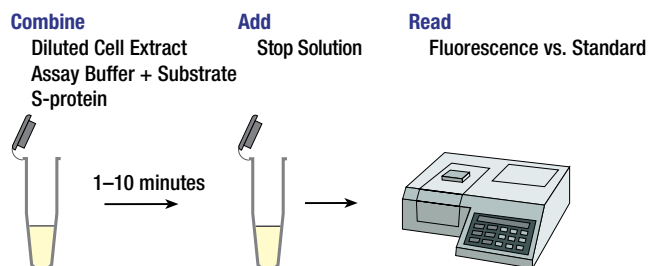 Combine
Diluted Cell Extract
Assay Buffer + Substrate
S-protein
Add
Stop Solution
Read
Fluorescence vs. Standard
1–10 minutes